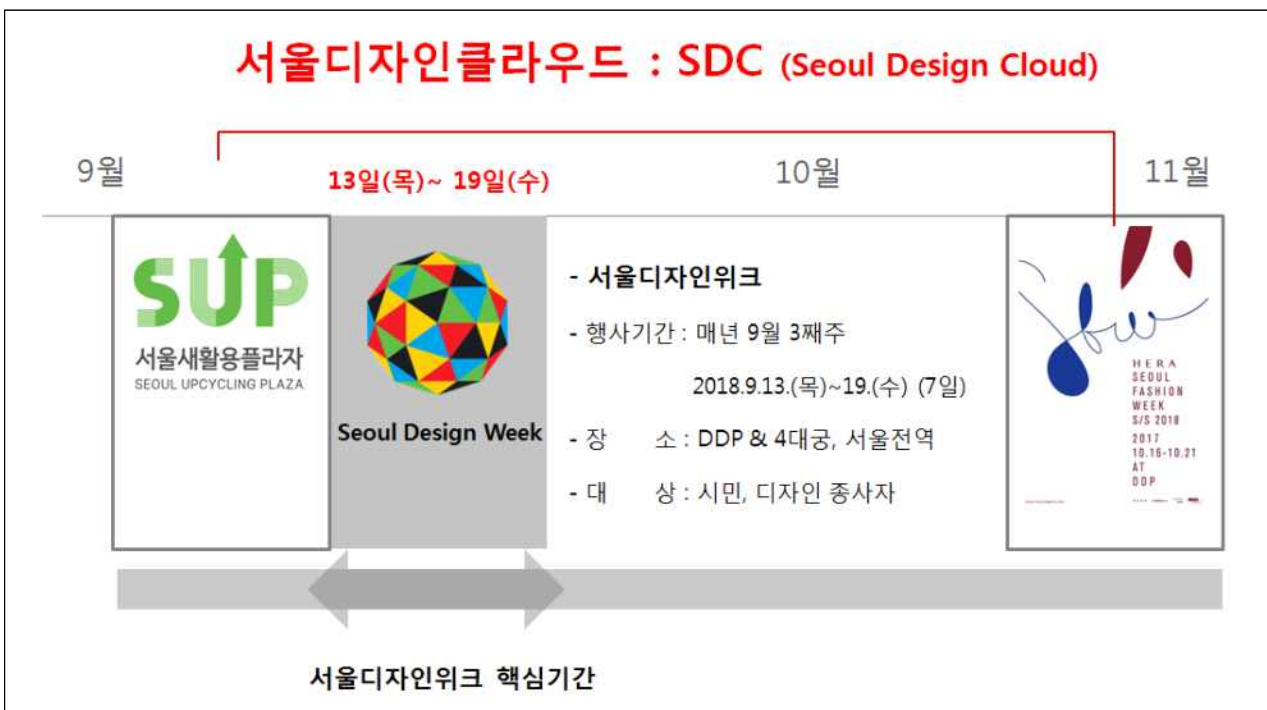 서울디자인클라우드 : SDC (Seoul Design Cloud)
9월
13일(목)~ 19일(수)
10월
11월
SUP
서울새활용플라자
SEOUL UPCYCLING PLAZA
Seoul Design Week
- 서울디자인위크
- 행사기간 : 매년 9월 3째주
2018.9.13.(목)~19.(수) (7일)
- 장 소 : DDP & 4대궁, 서울전역
- 대 상 : 시민, 디자인 종사자
sfw
HERA
SEOUL
FASHION
WEEK
S/S 2018
2017
10.16-10.21
AT
DDP
서울디자인위크 핵심기간